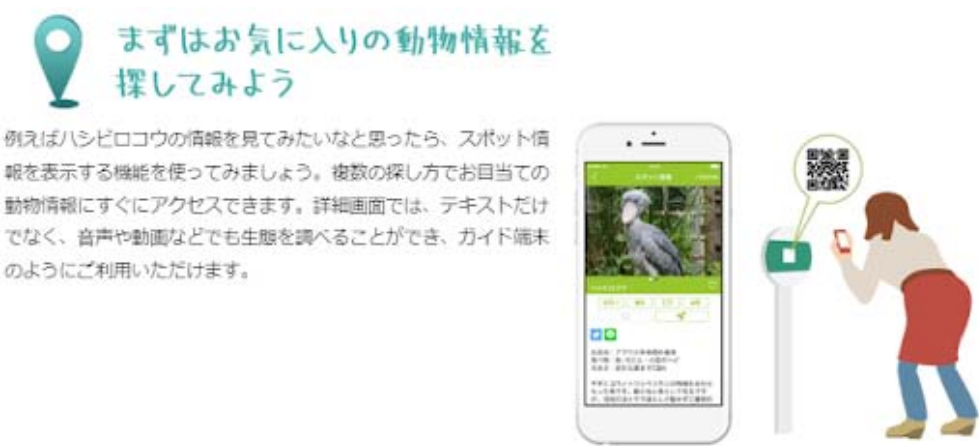 まずはお気に入りの動物情報を
探してみよう
例えばハシビロコウの情報を見てみたいなと思ったら、スポット情
報を表示する機能を使ってみましょう。複数の探し方でお目当ての
動物情報にすぐにアクセスできます。詳細画面では、テキストだけ
でなく、音声や動画などでも生態を調べることができ、ガイド端末
のようにご利用いただけます。
スポット情報